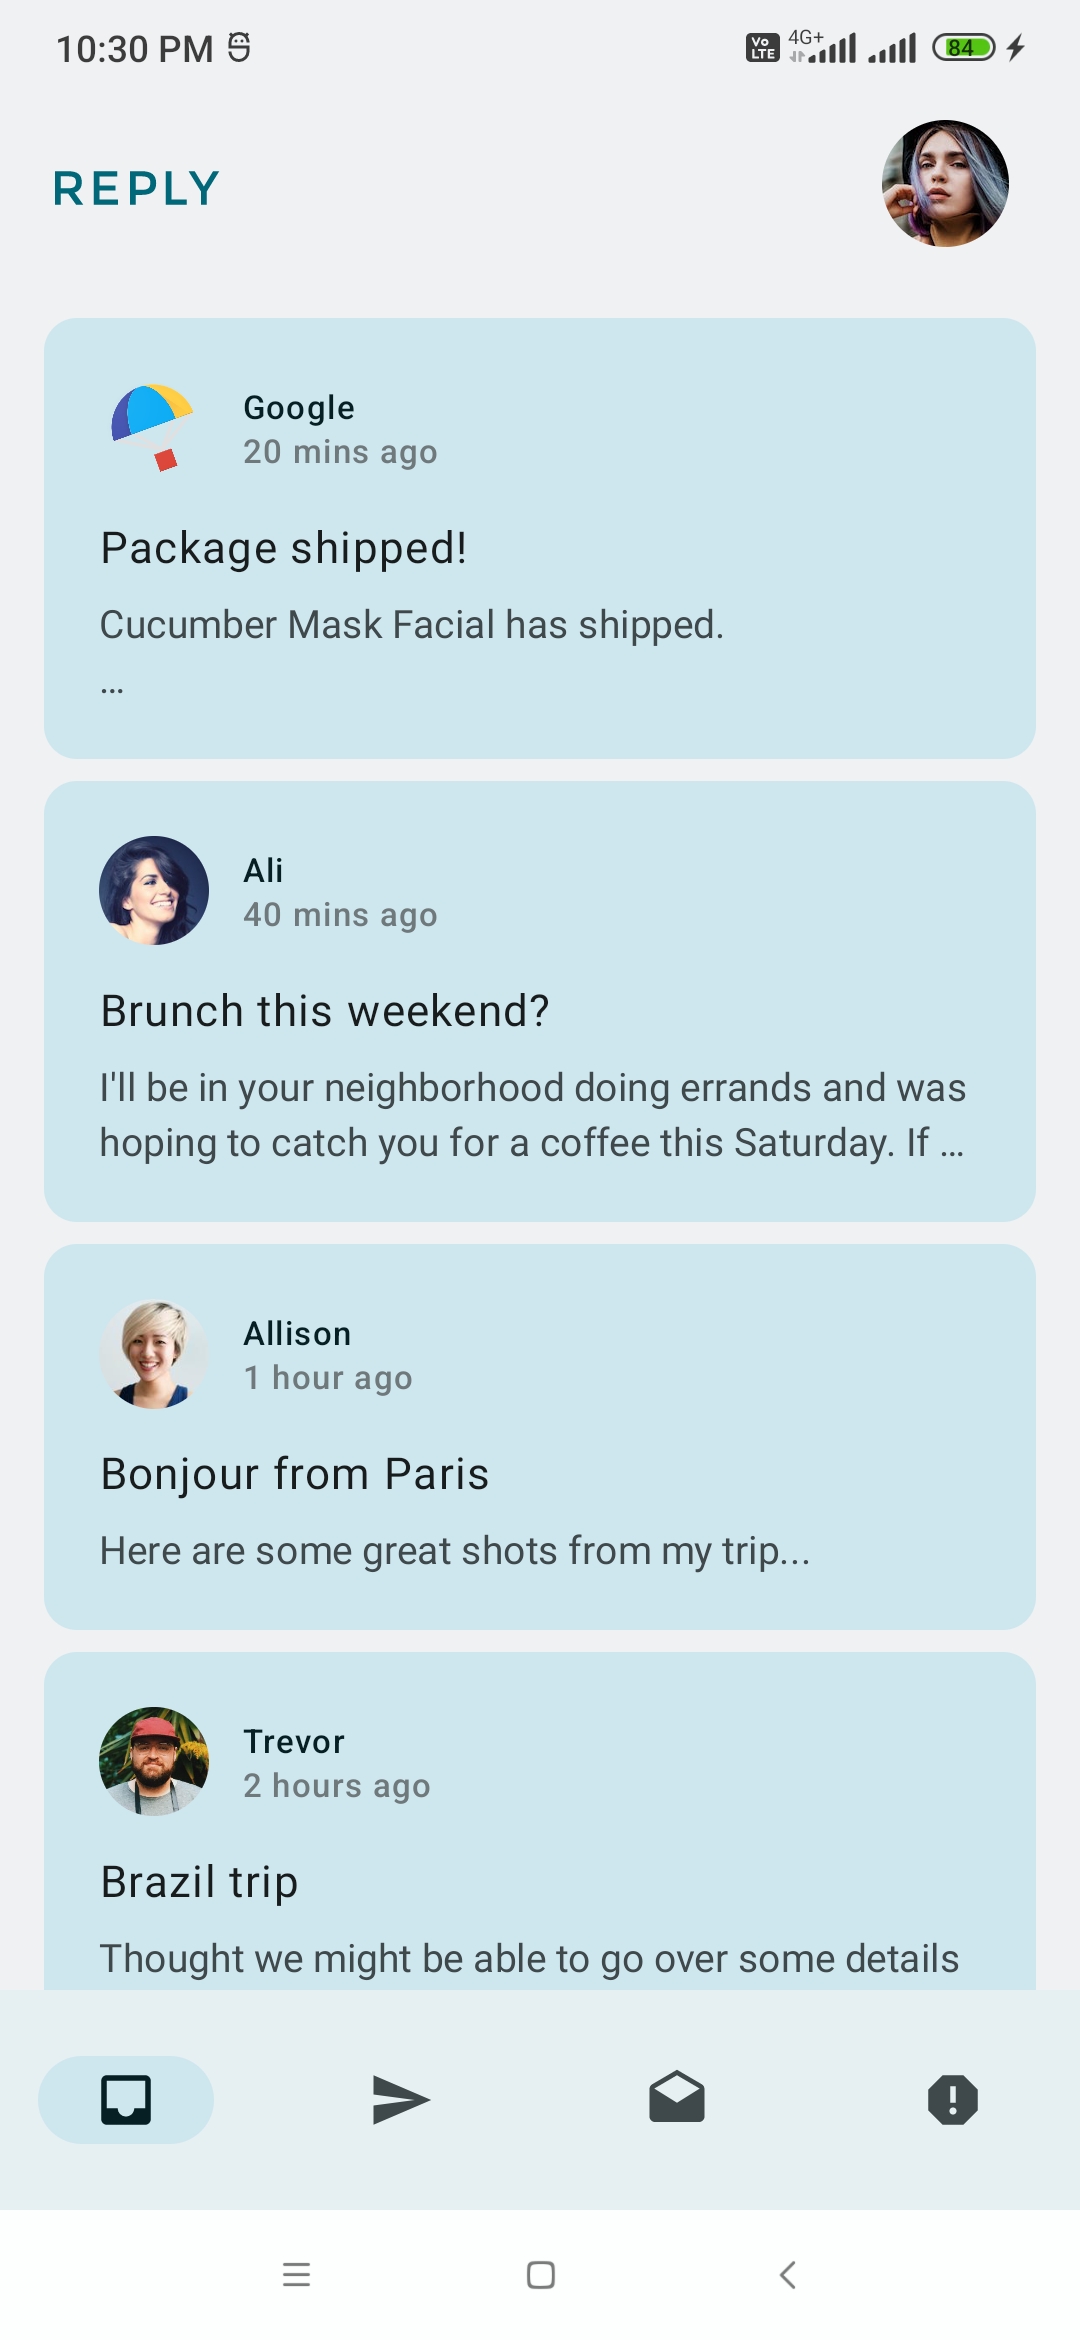 10:30 PM
Vo LTE 4G+ 84
REPLY
Google
20 mins ago
Package shipped!
Cucumber Mask Facial has shipped.
…
Ali
40 mins ago
Brunch this weekend?
I'll be in your neighborhood doing errands and was
hoping to catch you for a coffee this Saturday. If …
Allison
1 hour ago
Bonjour from Paris
Here are some great shots from my trip...
Trevor
2 hours ago
Brazil trip
Thought we might be able to go over some details